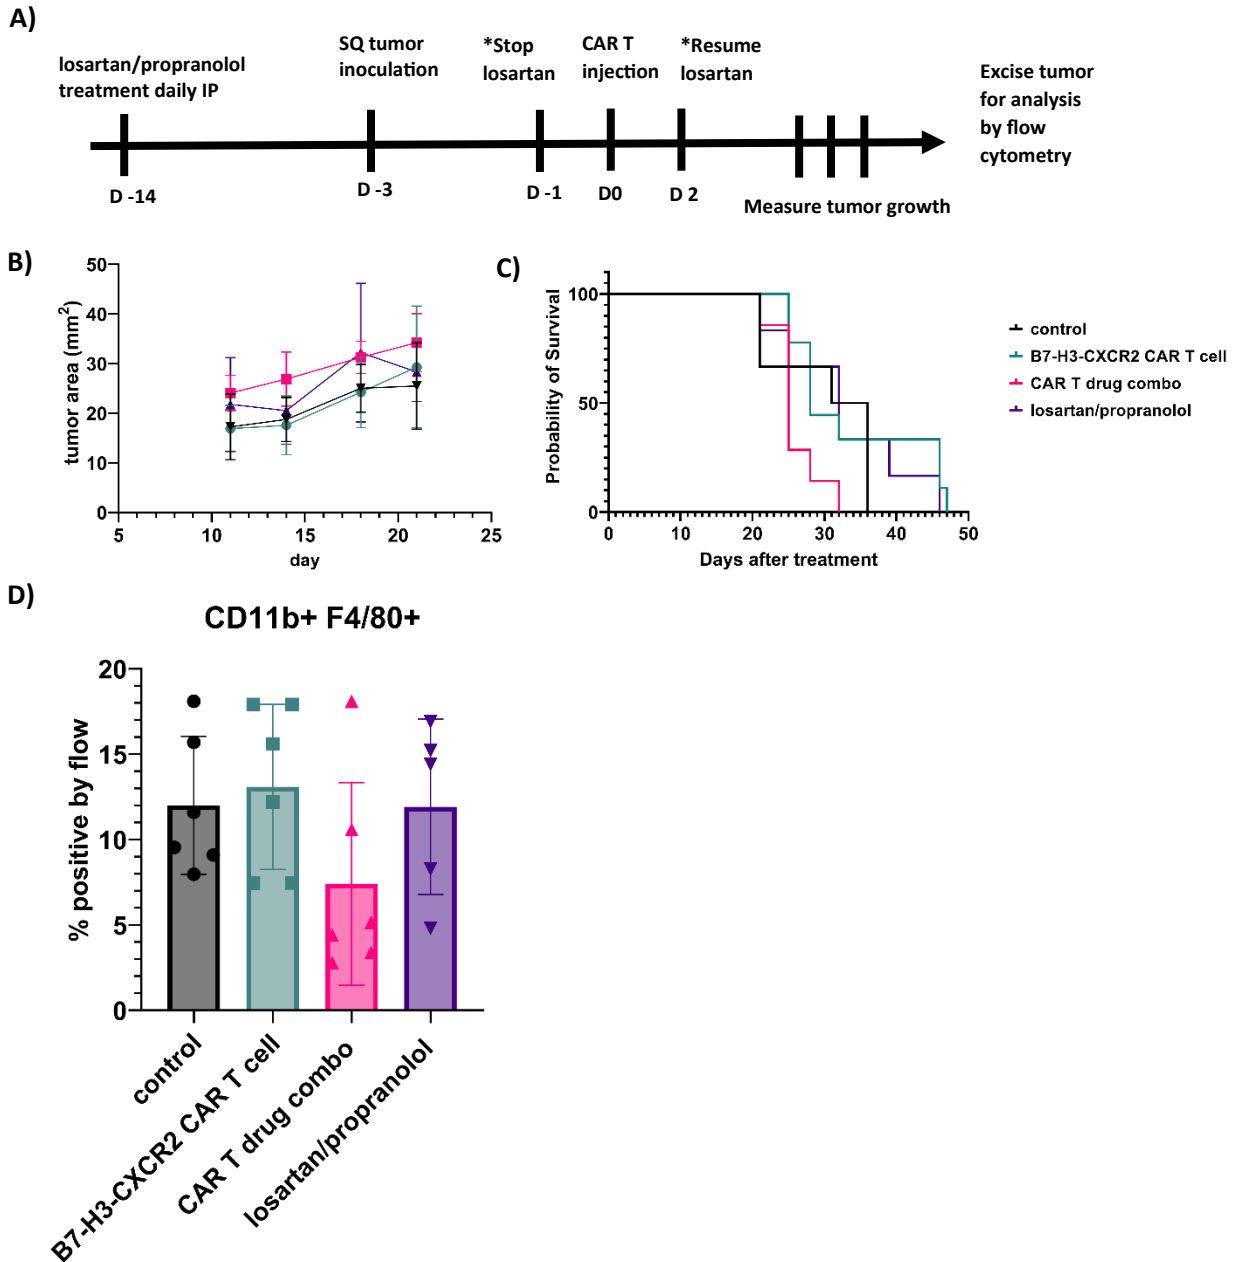 A)
losartan/propranolol
treatment daily IP
SQ tumor
inoculation
*Stop
losartan
CAR T
injection
*Resume
losartan
Excise tumor
for analysis
by flow
cytometry
D -14
D -3
D -1
D0
D 2
Measure tumor growth
B)
tumor area (mm²)
50
40
30
20
10
0
5
10
15
20
25
day
C)
Probability of Survival
100
50
0
0
10
20
30
40
50
Days after treatment
control
B7-H3-CXCR2 CAR T cell
CAR T drug combo
losartan/propranolol
D)
CD11b+ F4/80+
% positive by flow
20
15
10
5
0
control
B7-H3-CXCR2 CAR T cell
CAR T drug combo
losartan/propranolol